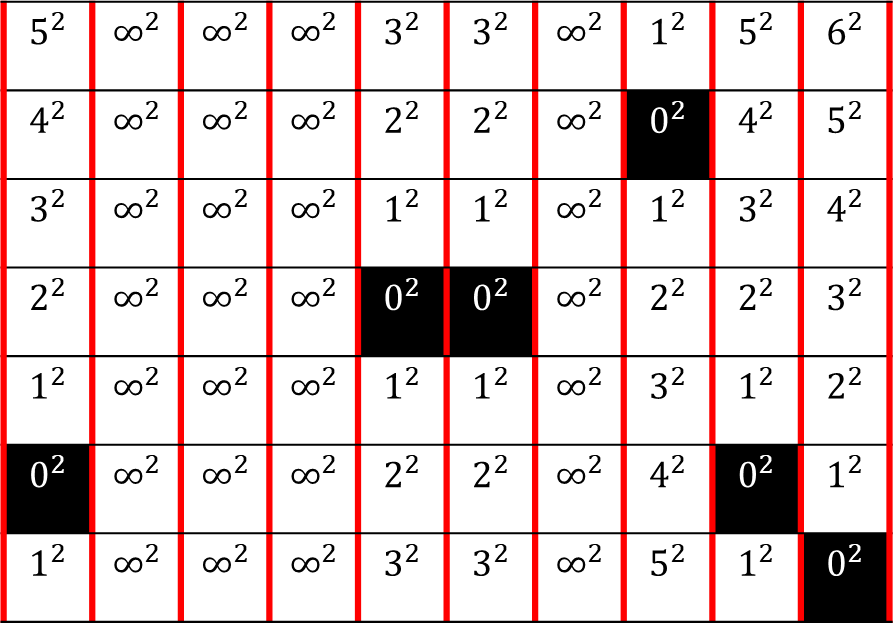 5² ∞² ∞² ∞² 3² 3² ∞² 1² 5² 6²
4² ∞² ∞² ∞² 2² 2² ∞² 0² 4² 5²
3² ∞² ∞² ∞² 1² 1² ∞² 1² 3² 4²
2² ∞² ∞² ∞² 0² 0² ∞² 2² 2² 3²
1² ∞² ∞² ∞² 1² 1² ∞² 3² 1² 2²
0² ∞² ∞² ∞² 2² 2² ∞² 4² 0² 1²
1² ∞² ∞² ∞² 3² 3² ∞² 5² 1² 0²